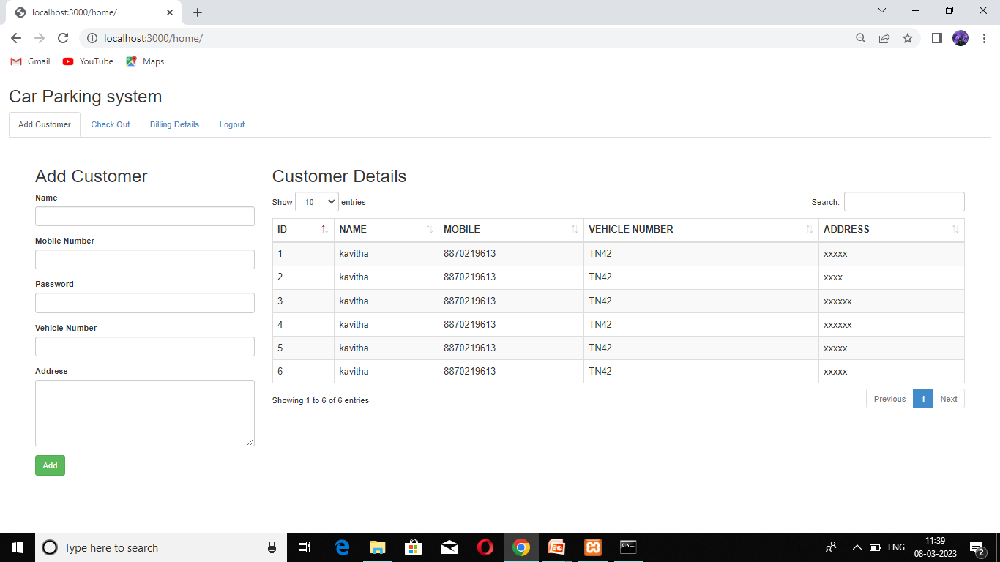 localhost:3000/home/
localhost:3000/home/
Gmail YouTube Maps
Car Parking system
Add Customer Check Out Billing Details Logout
Add Customer
Name
Mobile Number
Password
Vehicle Number
Address
Add
Customer Details
Show 10 entries Search:
ID NAME MOBILE VEHICLE NUMBER ADDRESS
1 kavitha 8870219613 TN42 xxxxx
2 kavitha 8870219613 TN42 xxxx
3 kavitha 8870219613 TN42 xxxxxx
4 kavitha 8870219613 TN42 xxxxxx
5 kavitha 8870219613 TN42 xxxxx
6 kavitha 8870219613 TN42 xxxxx
Showing 1 to 6 of 6 entries Previous 1 Next
Type here to search
ENG
11:39
08-03-2023
2